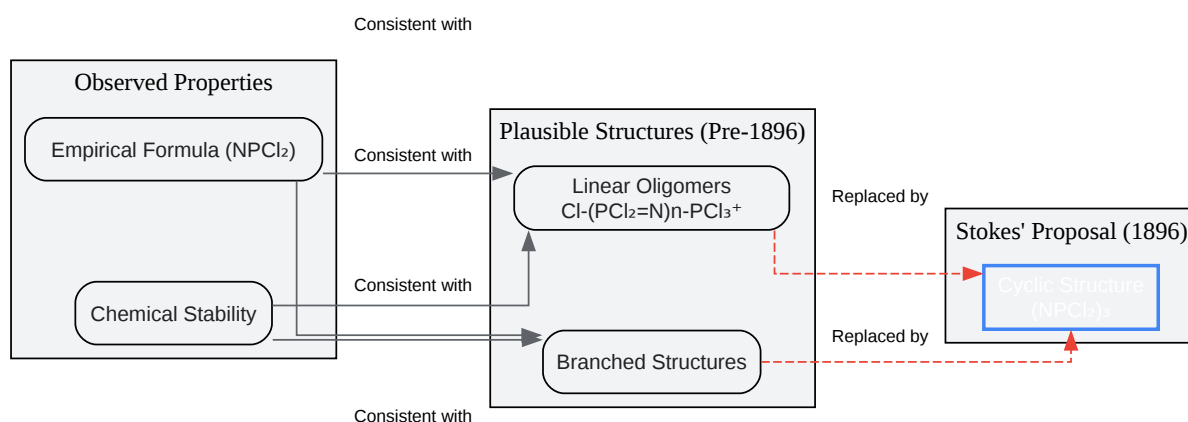 Consistent with
Observed Properties
Empirical Formula (NPCl₂)
Consistent with
Plausible Structures (Pre-1896)
Linear Oligomers
Cl-(PCl₂=N)n-PCl₃⁺
Replaced by
Stokes' Proposal (1896)
Cyclic Structure
(NPCl₂)₃
Consistent with
Chemical Stability
Replaced by
Branched Structures
Consistent with